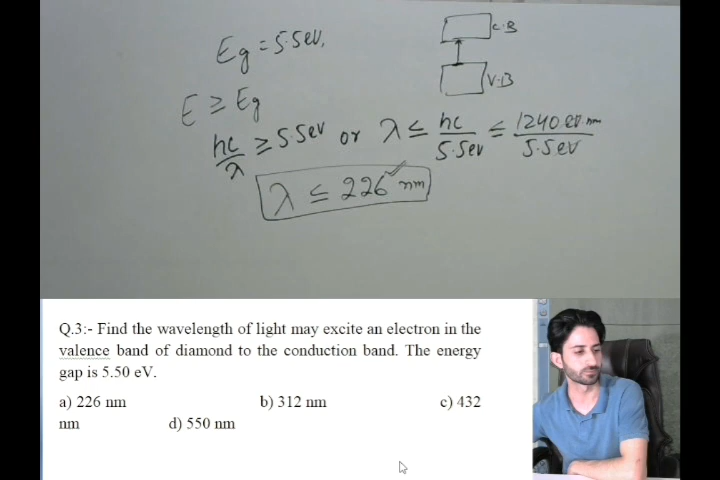 Eg = 5.5eV,
C.B
V.B
E ≥ Eg
hc/λ ≥ 5.5eV or λ ≤ hc/5.5eV ≤ 1240 eV nm/5.5eV
λ ≤ 226 nm
Q.3:- Find the wavelength of light may excite an electron in the
valence band of diamond to the conduction band. The energy
gap is 5.50 eV.
a) 226 nm b) 312 nm c) 432
nm d) 550 nm